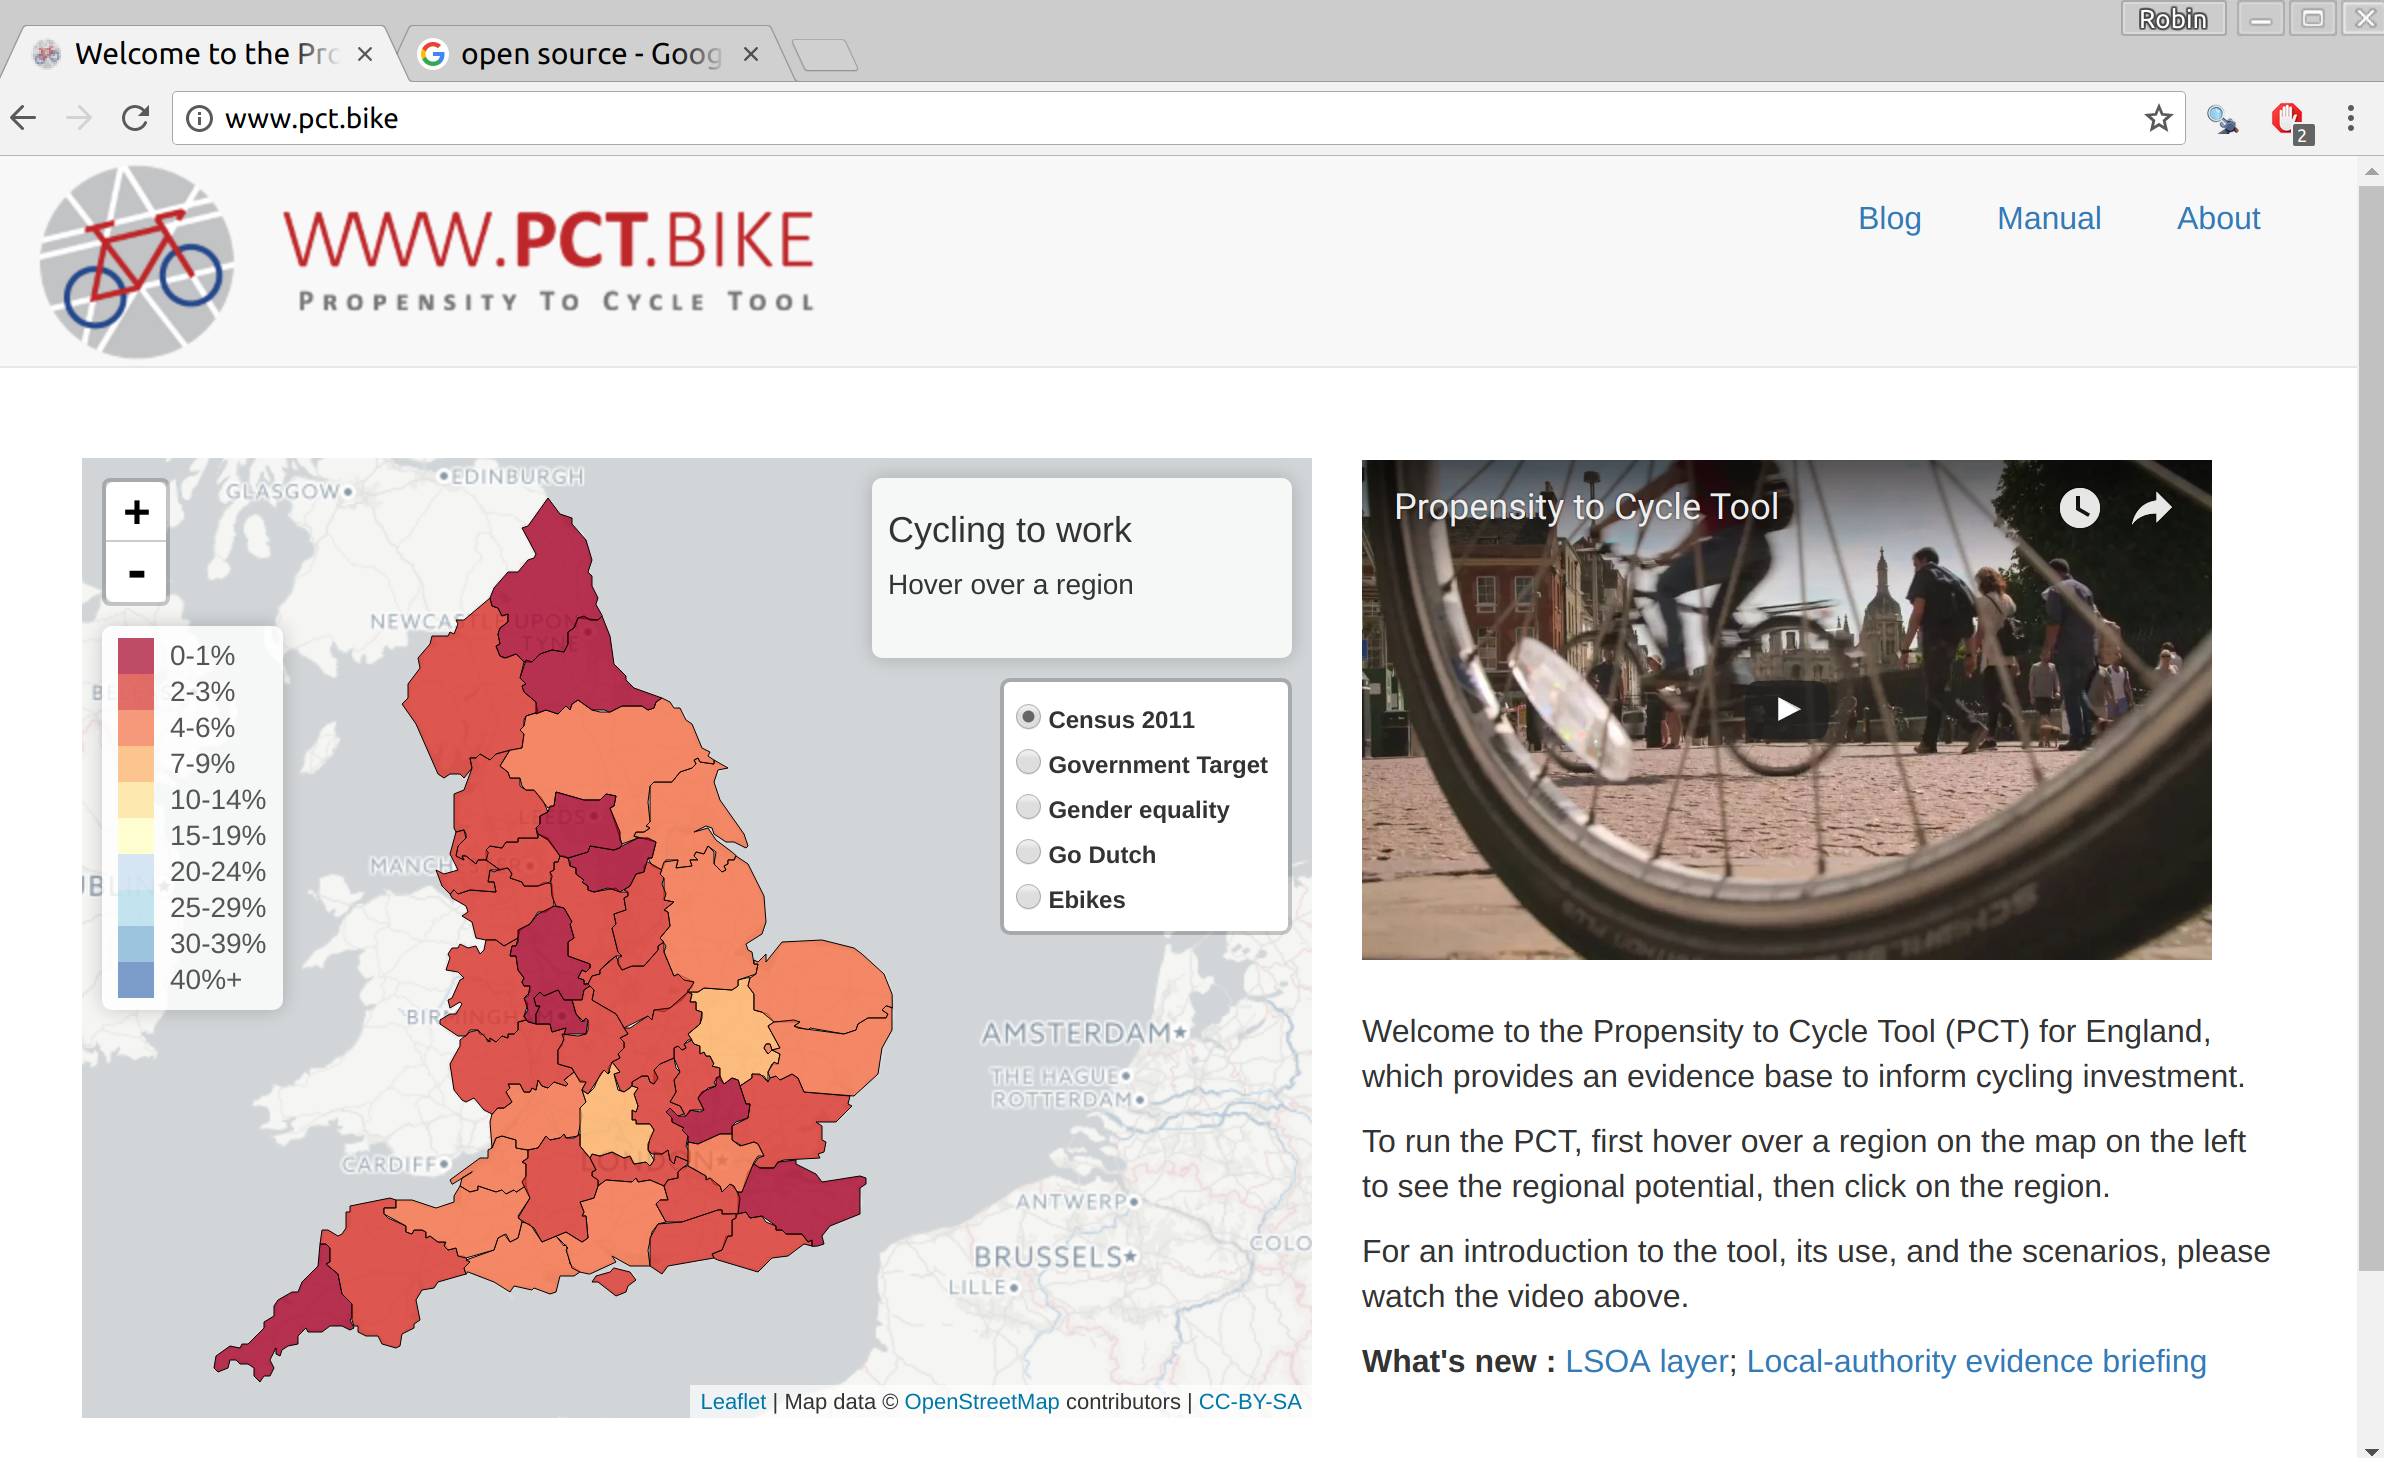 Robin
Welcome to the Pro
open source - Goog
www.pct.bike
2
WWW.PCT.BIKE
PROPENSITY TO CYCLE TOOL
Blog
Manual
About
+
-
0-1%
2-3%
4-6%
7-9%
10-14%
15-19%
20-24%
25-29%
30-39%
40%+
GLASGOW
EDINBURGH
NEWCASTLE UPON
TYNE
LEEDS
MANCHESTER
BIRMINGHAM
CARDIFF
LONDON
AMSTERDAM
THE HAGUE
ROTTERDAM
ANTWERP
BRUSSELS
LILLE
COLO
Cycling to work
Hover over a region
Census 2011
Government Target
Gender equality
Go Dutch
Ebikes
Leaflet | Map data © OpenStreetMap contributors | CC-BY-SA
Propensity to Cycle Tool
Welcome to the Propensity to Cycle Tool (PCT) for England,
which provides an evidence base to inform cycling investment.
To run the PCT, first hover over a region on the map on the left
to see the regional potential, then click on the region.
For an introduction to the tool, its use, and the scenarios, please
watch the video above.
What's new : LSOA layer; Local-authority evidence briefing